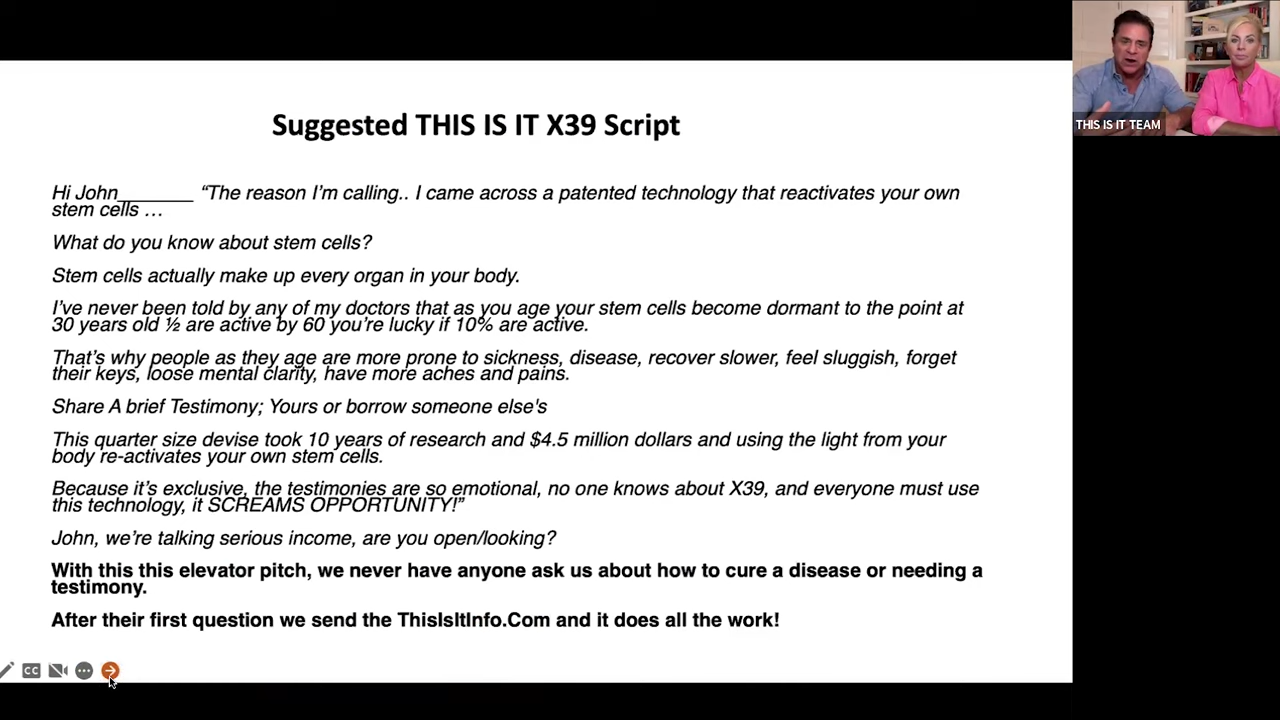 Suggested THIS IS IT X39 Script
Hi John_______ “The reason I’m calling.. I came across a patented technology that reactivates your own
stem cells …
What do you know about stem cells?
Stem cells actually make up every organ in your body.
I’ve never been told by any of my doctors that as you age your stem cells become dormant to the point at
30 years old ½ are active by 60 you’re lucky if 10% are active.
That’s why people as they age are more prone to sickness, disease, recover slower, feel sluggish, forget
their keys, loose mental clarity, have more aches and pains.
Share A brief Testimony; Yours or borrow someone else's
This quarter size devise took 10 years of research and $4.5 million dollars and using the light from your
body re-activates your own stem cells.
Because it’s exclusive, the testimonies are so emotional, no one knows about X39, and everyone must use
this technology, it SCREAMS OPPORTUNITY!”
John, we’re talking serious income, are you open/looking?
With this this elevator pitch, we never have anyone ask us about how to cure a disease or needing a
testimony.
After their first question we send the ThisIsItInfo.Com and it does all the work!
CC
THIS IS IT TEAM